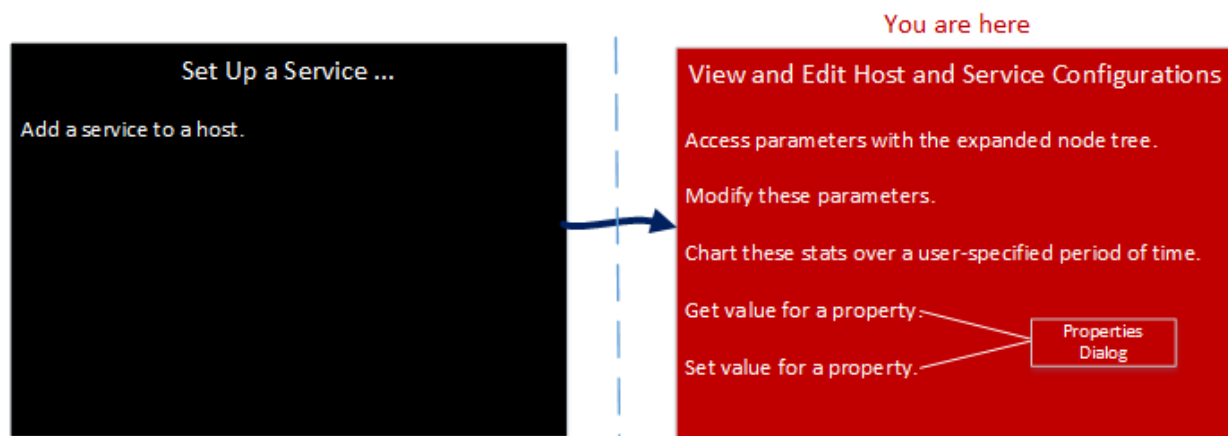 You are here
Set Up a Service ...
Add a service to a host.
View and Edit Host and Service Configurations
Access parameters with the expanded node tree.
Modify these parameters.
Chart these stats over a user-specified period of time.
Get value for a property.
Set value for a property.
Properties
Dialog